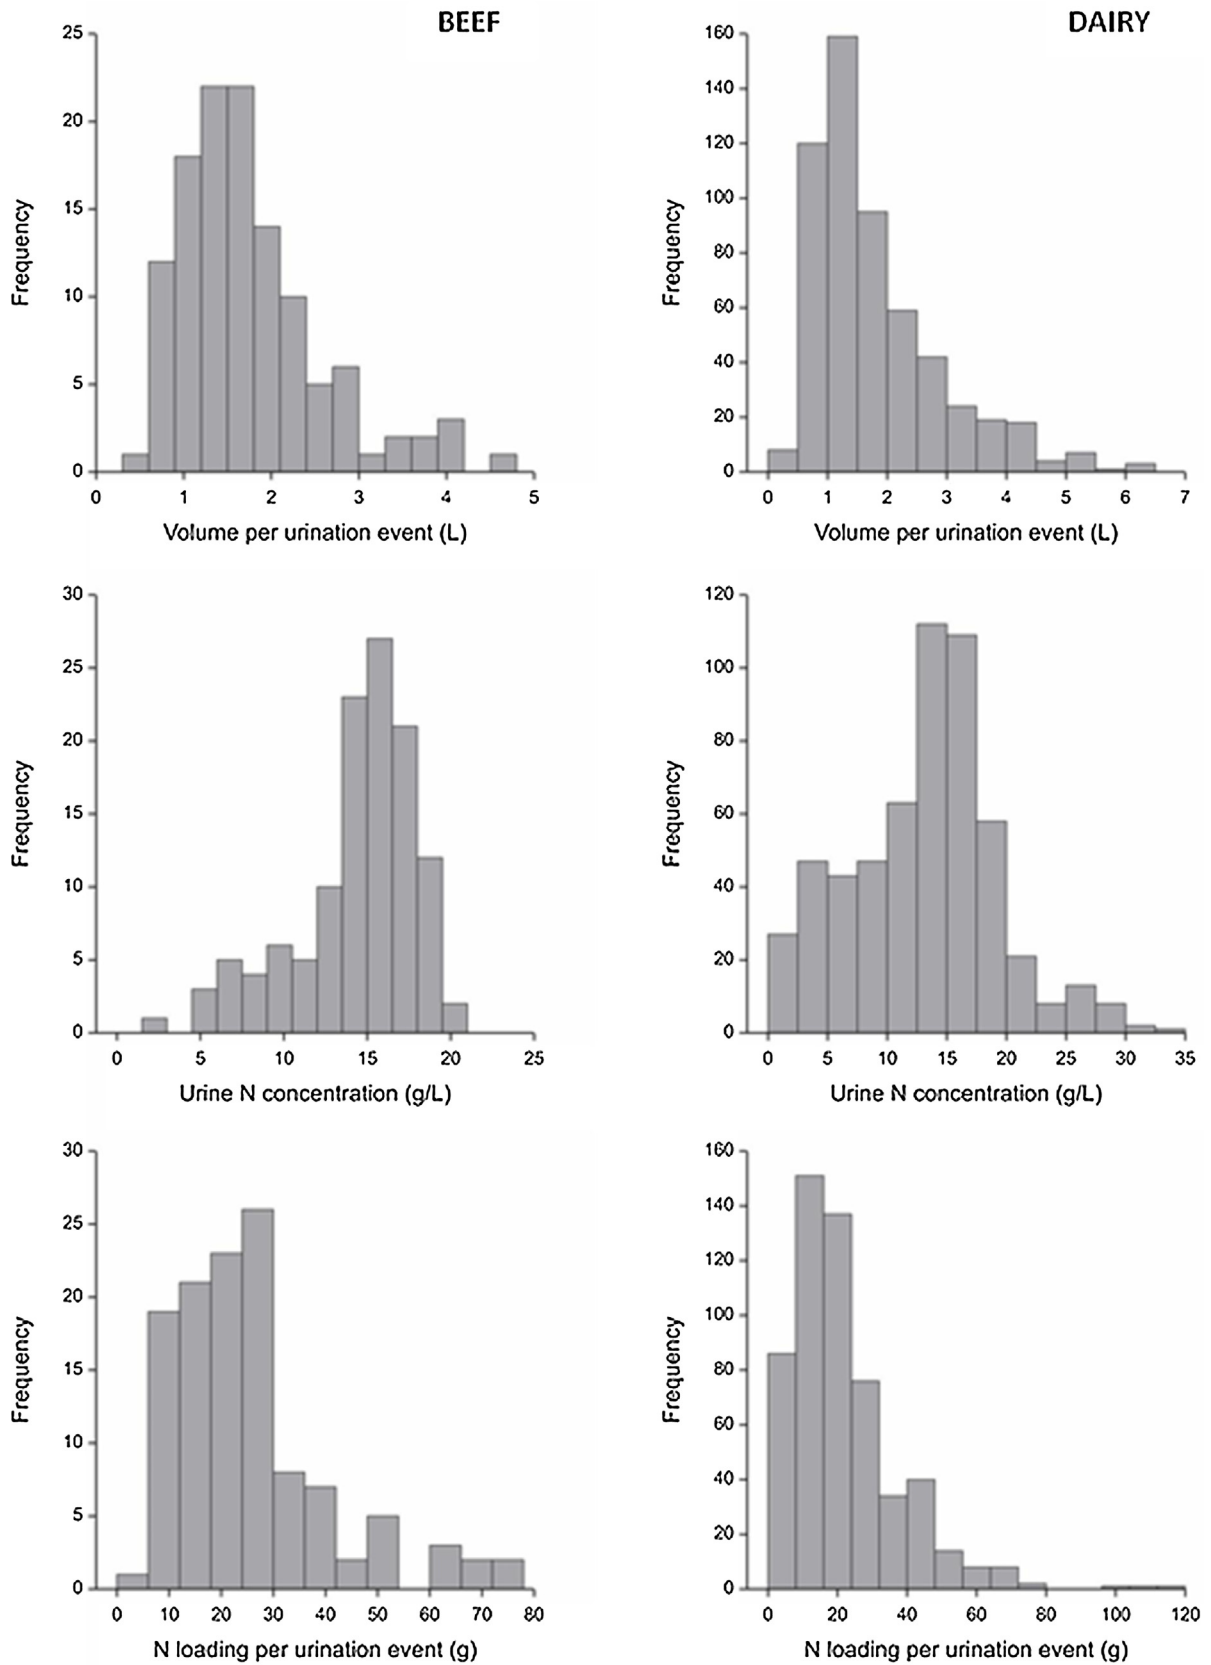 BEEF
DAIRY
25
20
15
10
5
0
Frequency
0 1 2 3 4 5
Volume per urination event (L)
160
140
120
100
80
60
40
20
0
Frequency
0 1 2 3 4 5 6 7
Volume per urination event (L)
30
25
20
15
10
5
0
Frequency
0 5 10 15 20 25
Urine N concentration (g/L)
120
100
80
60
40
20
0
Frequency
0 5 10 15 20 25 30 35
Urine N concentration (g/L)
30
25
20
15
10
5
0
Frequency
0 10 20 30 40 50 60 70 80
N loading per urination event (g)
160
140
120
100
80
60
40
20
0
Frequency
0 20 40 60 80 100 120
N loading per urination event (g)